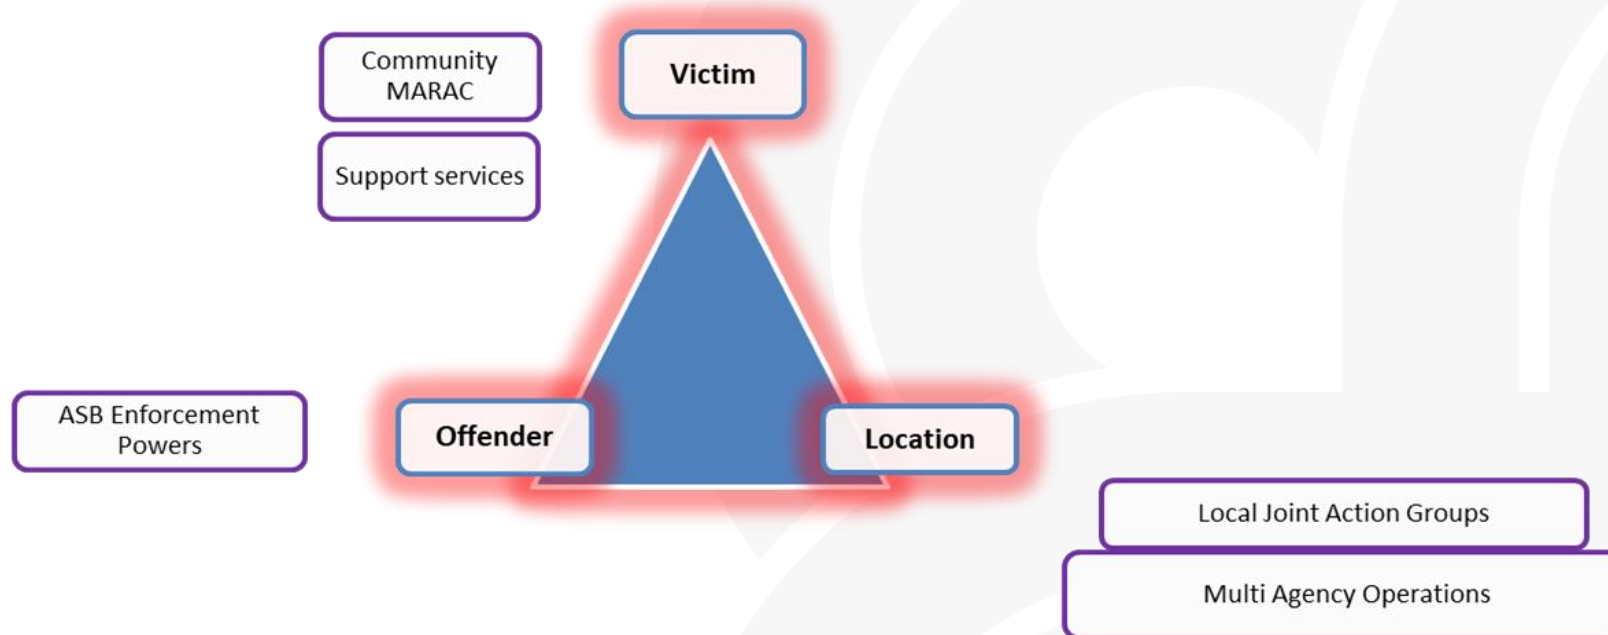 Community
MARAC
Victim
Support services
ASB Enforcement
Powers
Offender
Location
Local Joint Action Groups
Multi Agency Operations